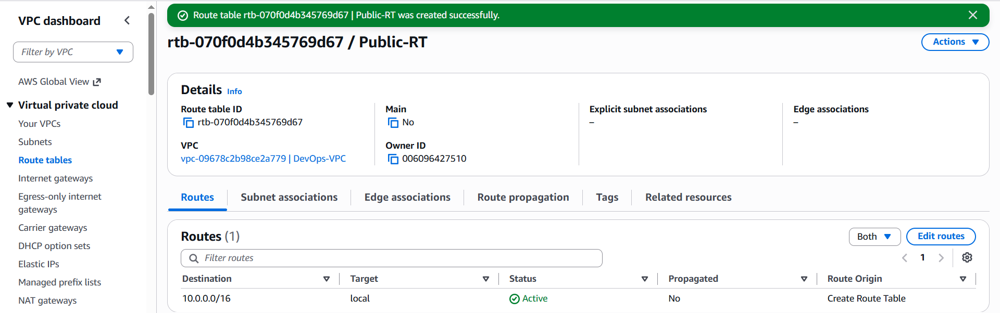 VPC dashboard
Filter by VPC
AWS Global View
Virtual private cloud
Your VPCs
Subnets
Route tables
Internet gateways
Egress-only internet
gateways
Carrier gateways
DHCP option sets
Elastic IPs
Managed prefix lists
NAT gateways
Route table rtb-070f0d4b345769d67 | Public-RT was created successfully.
rtb-070f0d4b345769d67 / Public-RT
Actions
Details Info
Route table ID
rtb-070f0d4b345769d67
Main
No
Explicit subnet associations
–
Edge associations
–
VPC
vpc-09678c2b98ce2a779 | DevOps-VPC
Owner ID
006096427510
Routes Subnet associations Edge associations Route propagation Tags Related resources
Routes (1)
Both Edit routes
Filter routes
1
Destination Target Status Propagated Route Origin
10.0.0.0/16 local Active No Create Route Table